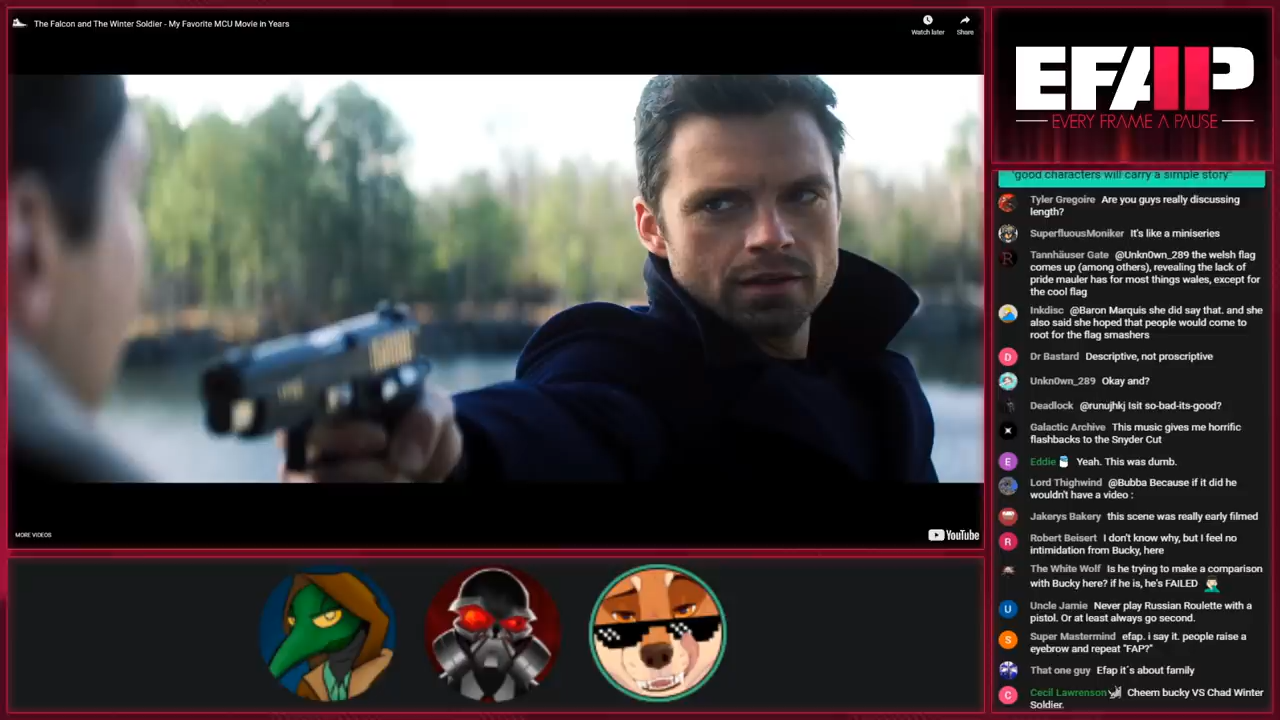 The Falcon and The Winter Soldier - My Favorite MCU Movie in Years
Watch later
Share
MORE VIDEOS
YouTube
EFAP
EVERY FRAME A PAUSE
"good characters will carry a simple story"
Tyler Gregoire Are you guys really discussing
length?
SuperfluousMoniker It's like a miniseries
Tannhäuser Gate @Unkn0wn_289 the welsh flag
comes up (among others), revealing the lack of
pride mauler has for most things wales, except for
the cool flag
Inkdisc @Baron Marquis she did say that. and she
also said she hoped that people would come to
root for the flag smashers
Dr Bastard Descriptive, not proscriptive
Unkn0wn_289 Okay and?
Deadlock @runujhkj Isit so-bad-its-good?
Galactic Archive This music gives me horrific
flashbacks to the Snyder Cut
Eddie Yeah. This was dumb.
Lord Thighwind @Bubba Because if it did he
wouldn't have a video :
Jakerys Bakery this scene was really early filmed
Robert Beisert I don't know why, but I feel no
intimidation from Bucky, here
The White Wolf Is he trying to make a comparison
with Bucky here? if he is, he's FAILED
Uncle Jamie Never play Russian Roulette with a
pistol. Or at least always go second.
Super Mastermind efap. i say it. people raise a
eyebrow and repeat "FAP?"
That one guy Efap it´s about family
Cecil Lawrenson Cheem bucky VS Chad Winter
Soldier.